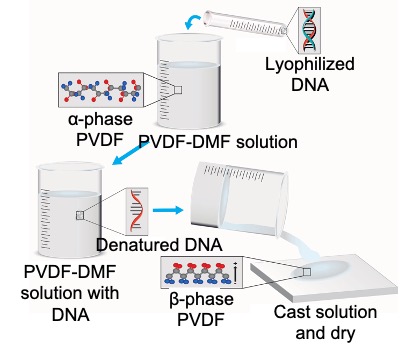 Lyophilized
DNA
α-phase
PVDF
PVDF-DMF solution
Denatured DNA
PVDF-DMF
solution with
DNA
β-phase
PVDF
Cast solution
and dry